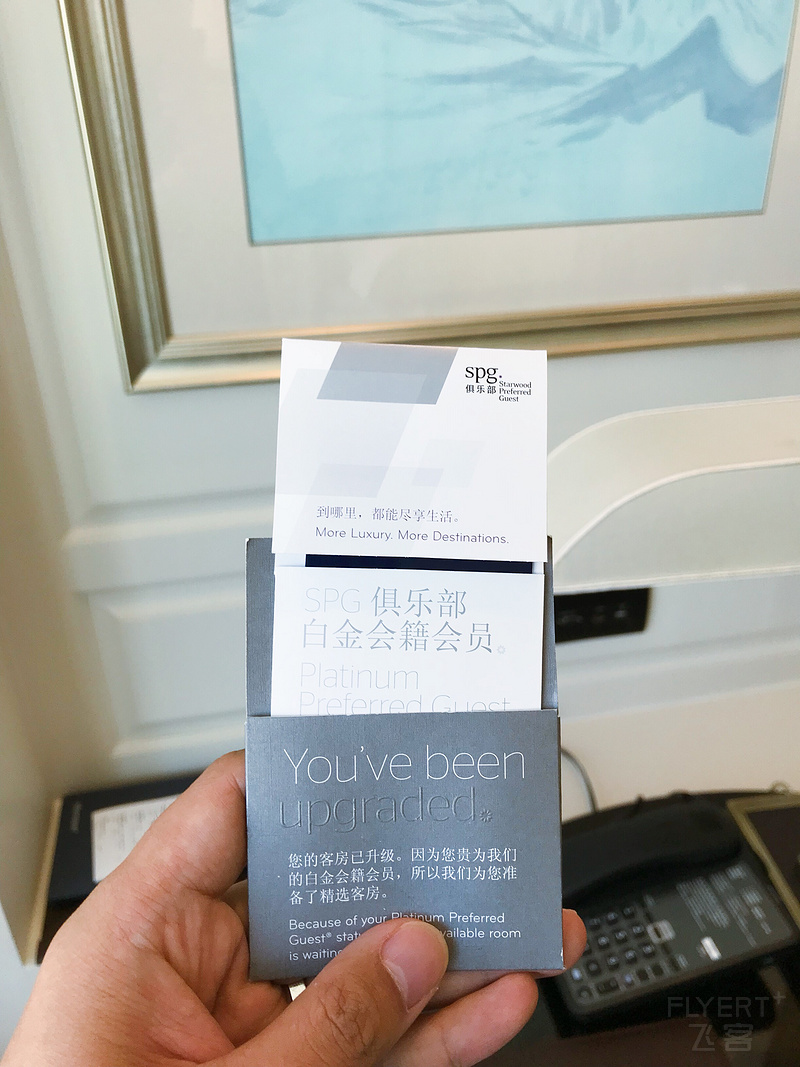 spg.
俱乐部
Starwood
Preferred
Guest
到哪里，都能尽享生活。
More Luxury. More Destinations.
SPG 俱乐部
白金会籍会员。
Platinum
Preferred Guest
You've been
upgraded
您的客房已升级。因为您贵为我们
的白金会籍会员，所以我们为您准
备了精选客房。
Because of your Platinum Preferred
Guest® room
is
FLYERT+
飞客